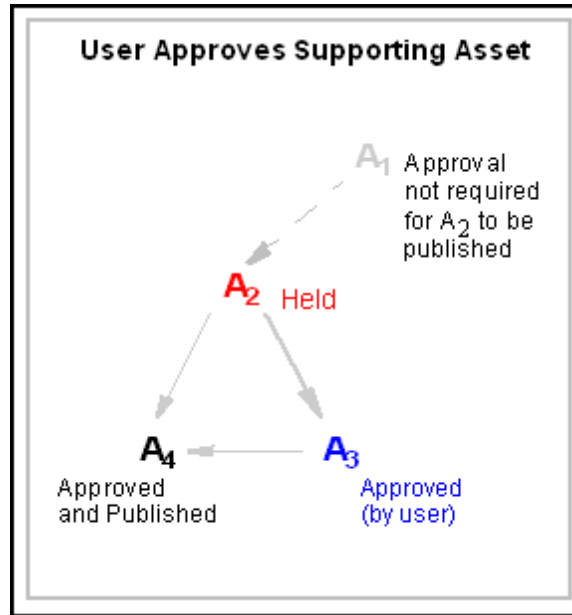 User Approves Supporting Asset
A1 Approval
not required
for A2 to be
published
A2 Held
A4
Approved
and Published
A3
Approved
(by user)